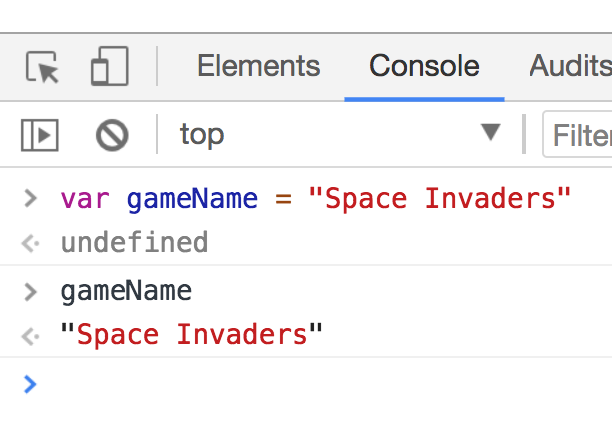 Elements Console Audits
top Filter
var gameName = "Space Invaders"
undefined
gameName
"Space Invaders"